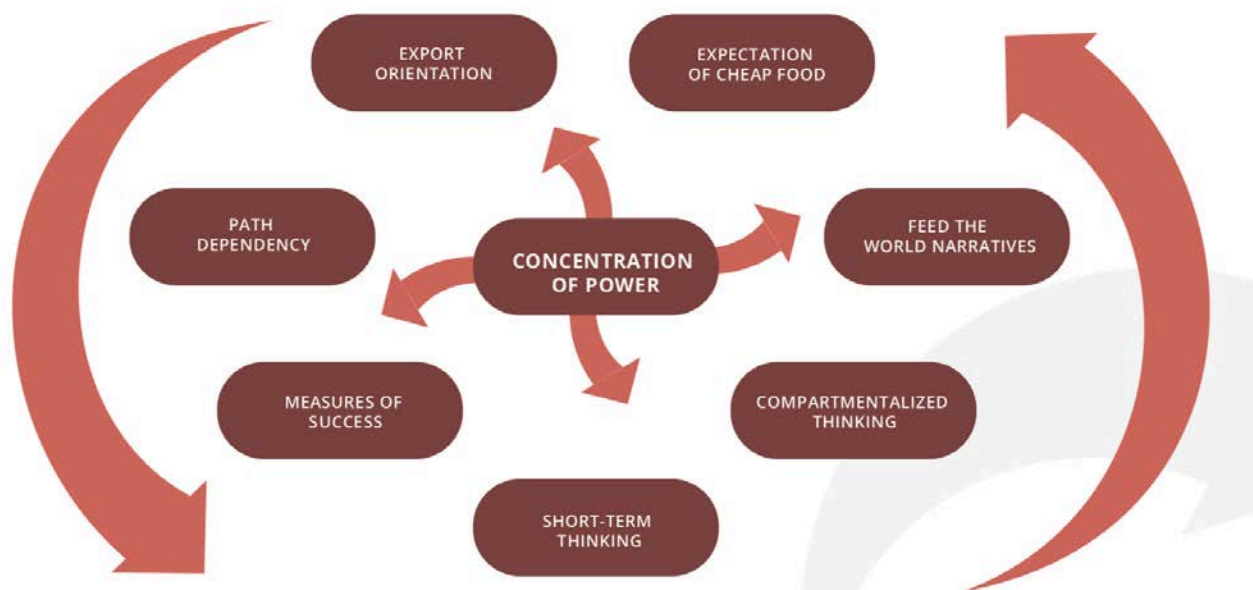 EXPORT
ORIENTATION
EXPECTATION
OF CHEAP FOOD
PATH
DEPENDENCY
CONCENTRATION
OF POWER
FEED THE
WORLD NARRATIVES
MEASURES OF
SUCCESS
COMPARTMENTALIZED
THINKING
SHORT-TERM
THINKING